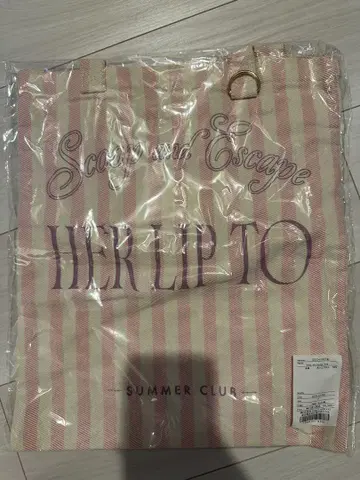 Scoop and Escape
HER LIP TO
SUMMER CLUB